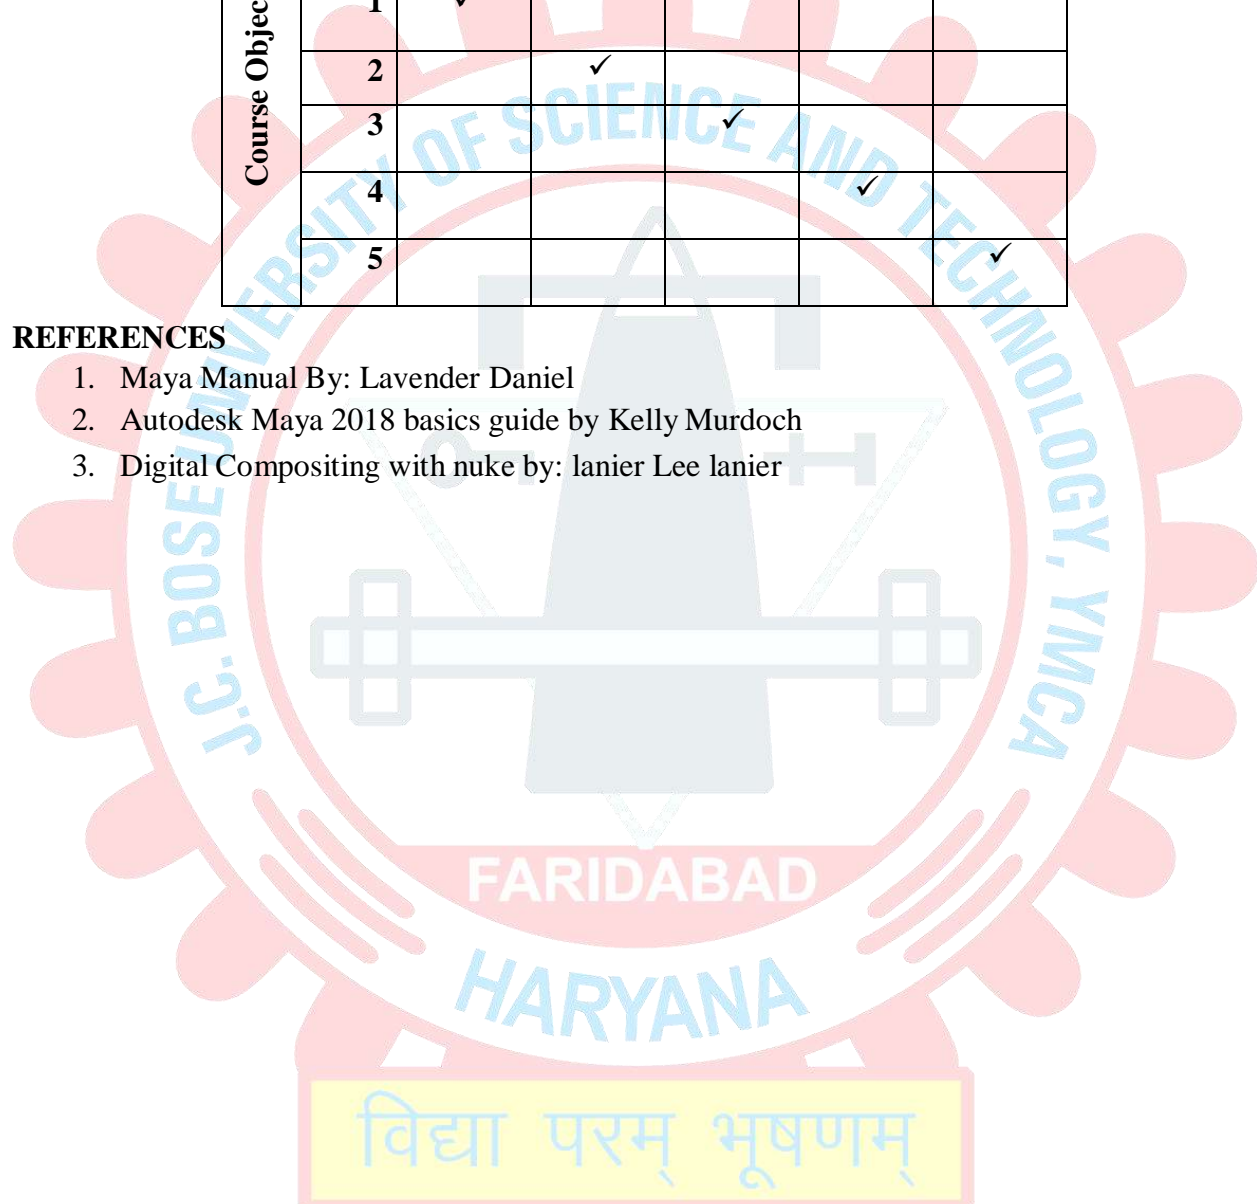 Course Objec
1 ✓
2 ✓
3 ✓
4 ✓
5 ✓
REFERENCES
1. Maya Manual By: Lavender Daniel
2. Autodesk Maya 2018 basics guide by Kelly Murdoch
3. Digital Compositing with nuke by: lanier Lee lanier
J.C. BOSE UNIVERSITY OF SCIENCE AND TECHNOLOGY, YMCA
FARIDABAD
HARYANA
विद्या परम् भूषणम्